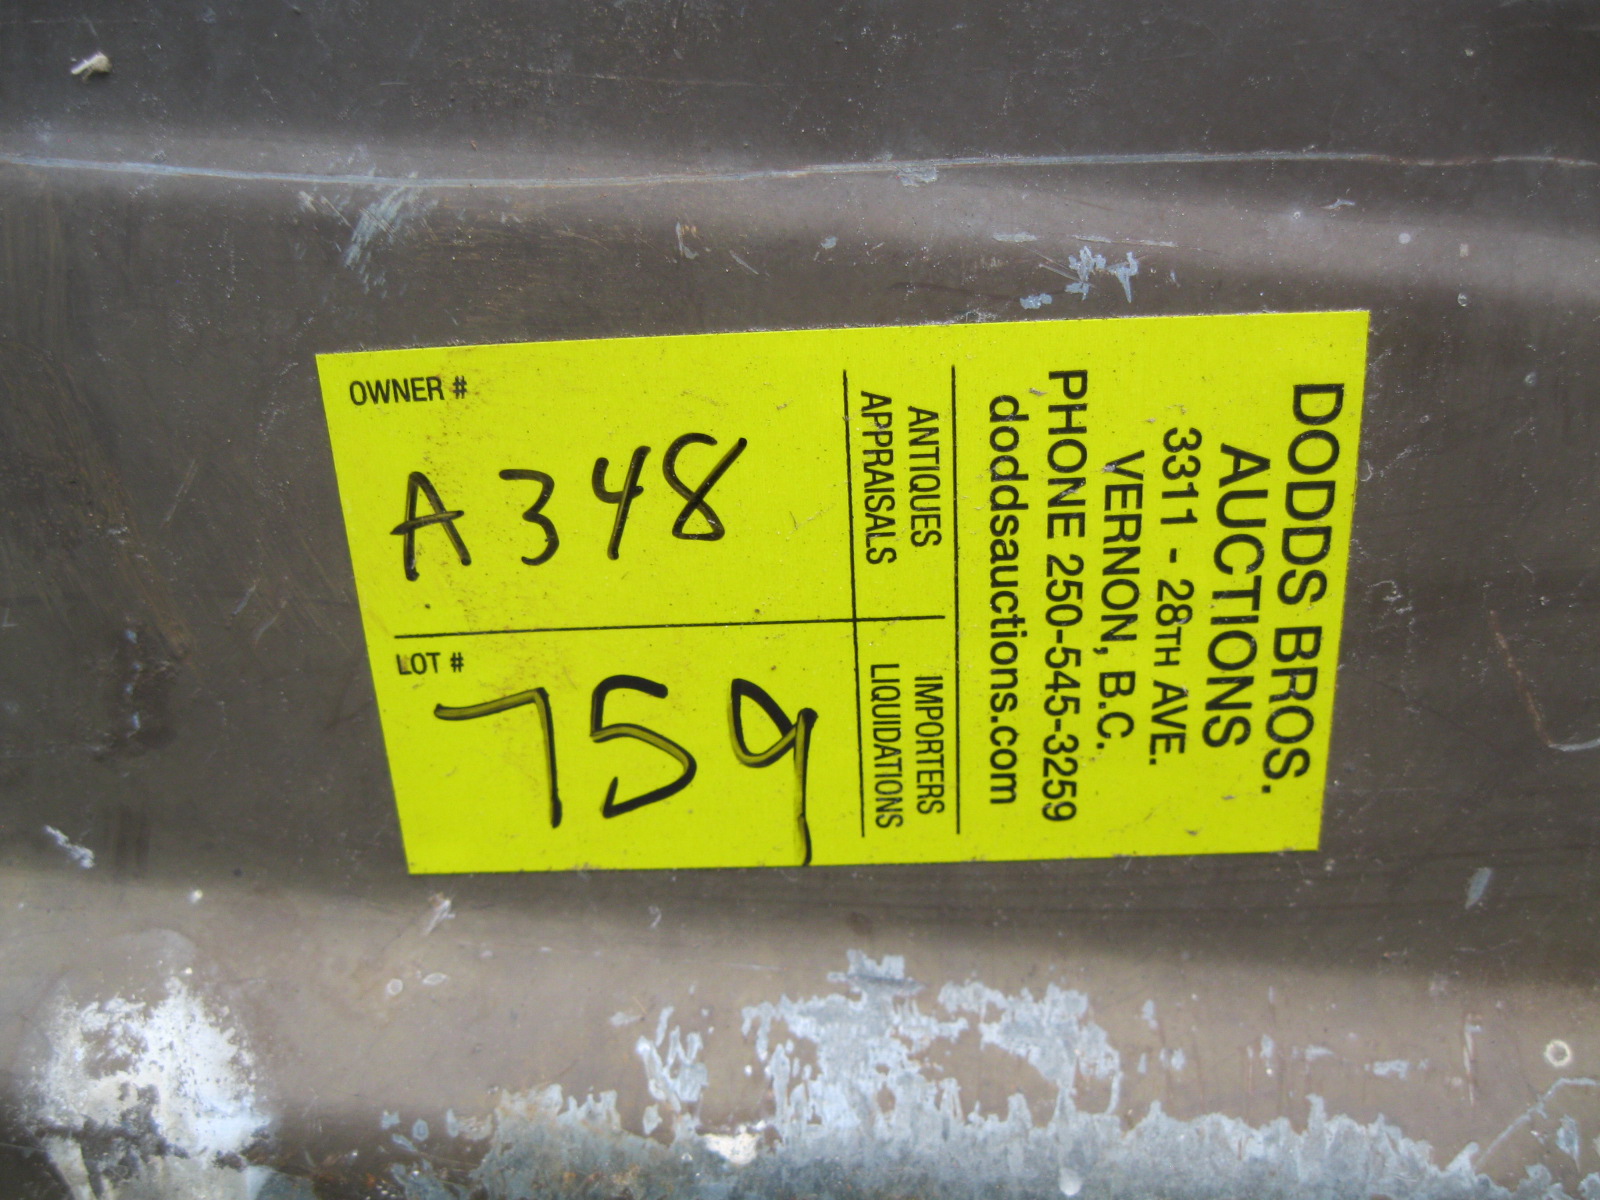 DODDS BROS.
AUCTIONS
3311 - 28TH AVE.
VERNON, B.C.
PHONE 250-545-3259
doddsauctions.com
ANTIQUES
APPRAISALS
IMPORTERS
LIQUIDATIONS
OWNER #
A348
LOT #
759